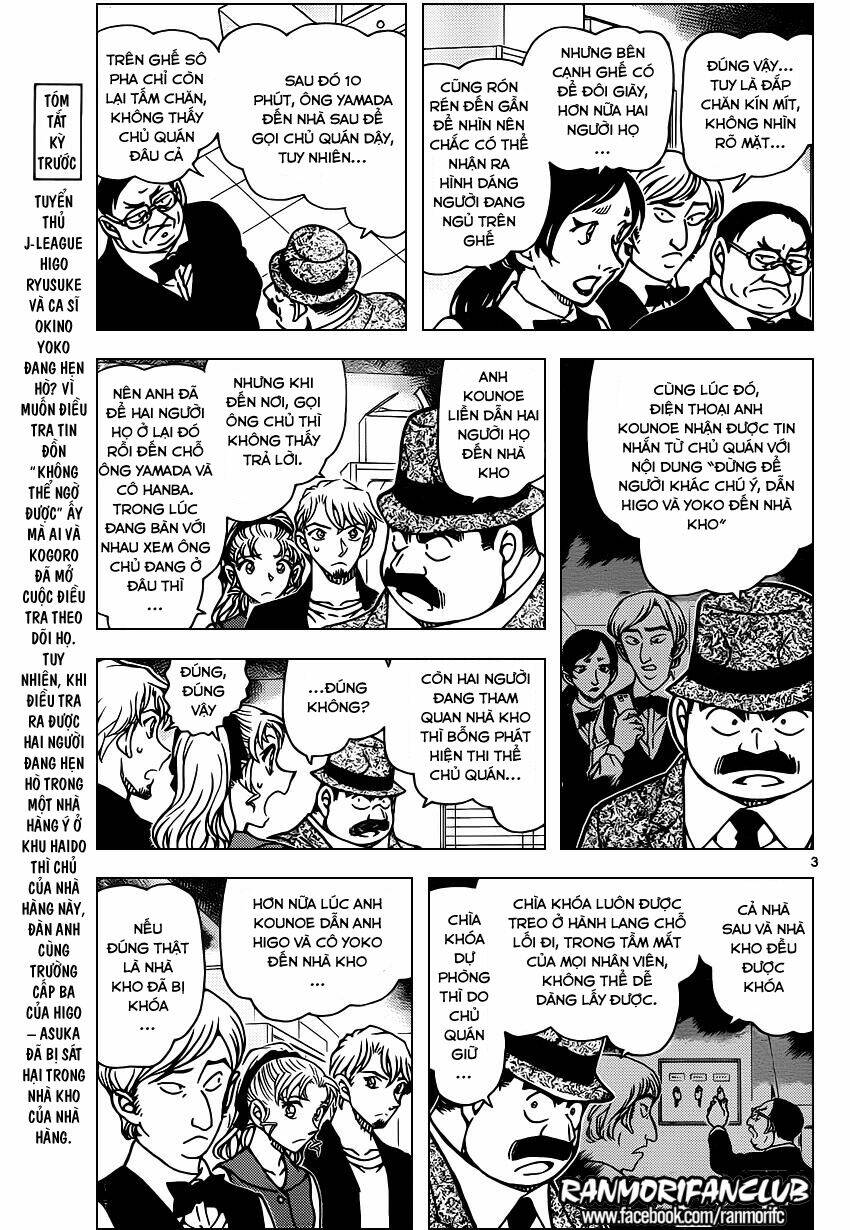 TÓM
TẮT
KỲ
TRƯỚC
TUYỂN
THỦ
J-LEAGUE
HIGO
RYUSUKE
VÀ CA SĨ
OKINO
YOKO
ĐANG HẸN
HÒ? VÌ
MUỐN ĐIỀU
TRA TIN
ĐỒN
"KHÔNG
THỂ NGỜ
ĐƯỢC" ẤY
MÀ AI VÀ
KOGORO
ĐÃ MỞ
CUỘC ĐIỀU
TRA THEO
DÕI HỌ.
TUY
NHIÊN, KHI
ĐIỀU TRA
RA ĐƯỢC
HAI NGƯỜI
ĐANG HẸN
HÒ TRONG
MỘT NHÀ
HÀNG Ý Ở
KHU HAIDO
THÌ CHỦ
CỦA NHÀ
HÀNG NÀY,
ĐÀN ANH
CÙNG
TRƯỜNG
CẤP BA
CỦA HIGO
– ASUKA
ĐÃ BỊ SÁT
HẠI TRONG
NHÀ KHO
CỦA NHÀ
HÀNG.
ĐÚNG VẬY...
TUY LÀ ĐẮP
CHĂN KÍN MÍT,
KHÔNG NHÌN
RÕ MẶT...
NHƯNG BÊN
CẠNH GHẾ CÓ
ĐỂ ĐÔI GIÀY,
HƠN NỮA HAI
NGƯỜI HỌ
...
CŨNG RÓN
RÉN ĐẾN GẦN
ĐỂ NHÌN NÊN
CHẮC CÓ THỂ
NHẬN RA
HÌNH DÁNG
NGƯỜI ĐANG
NGỦ TRÊN
GHẾ
SAU ĐÓ 10
PHÚT, ÔNG YAMADA
ĐẾN NHÀ SAU ĐỂ
GỌI CHỦ QUÁN DẬY,
TUY NHIÊN...
TRÊN GHẾ SÔ
PHA CHỈ CÒN
LẠI TẤM CHĂN,
KHÔNG THẤY
CHỦ QUÁN
ĐÂU CẢ
CÙNG LÚC ĐÓ,
ĐIỆN THOẠI ANH
KOUNOE NHẬN ĐƯỢC TIN
NHẮN TỪ CHỦ QUÁN VỚI
NỘI DUNG "ĐỪNG ĐỂ
NGƯỜI KHÁC CHÚ Ý, DẪN
HIGO VÀ YOKO ĐẾN NHÀ
KHO"
ANH
KOUNOE
LIỀN DẪN HAI
NGƯỜI HỌ
ĐẾN NHÀ
KHO
NHƯNG KHI
ĐẾN NƠI, GỌI
ÔNG CHỦ THÌ
KHÔNG THẤY
TRẢ LỜI.
NÊN ANH ĐÃ
ĐỂ HAI NGƯỜI
HỌ Ở LẠI ĐÓ
RỒI ĐẾN CHỖ
ÔNG YAMADA VÀ
CÔ HANBA.
TRONG LÚC
ĐANG BÀN VỚI
NHAU XEM ÔNG
CHỦ ĐANG Ở
ĐÂU THÌ
...
CÒN HAI NGƯỜI
ĐANG THAM
QUAN NHÀ KHO
THÌ BỖNG PHÁT
HIỆN THI THỂ
CHỦ QUÁN...
...ĐÚNG
KHÔNG?
ĐÚNG,
ĐÚNG
VẬY
3
CẢ NHÀ
SAU VÀ NHÀ
KHO ĐỀU
ĐƯỢC
KHÓA
CHÌA KHÓA LUÔN ĐƯỢC
TREO Ở HÀNH LANG CHỖ
LỐI ĐI, TRONG TẦM MẮT
CỦA MỌI NHÂN VIÊN,
KHÔNG THỂ DỄ
DÀNG LẤY ĐƯỢC.
CHÌA
KHÓA
DỰ
PHÒNG
THÌ DO
CHỦ
QUÁN
GIỮ
...
HƠN NỮA LÚC ANH
KOUNOE DẪN ANH
HIGO VÀ CÔ YOKO
ĐẾN NHÀ KHO
...
NẾU
ĐÚNG THẬT
LÀ NHÀ
KHO ĐÃ BỊ
KHÓA
...
RANMORIFANCLUB
www.facebook.com/ranmorifc